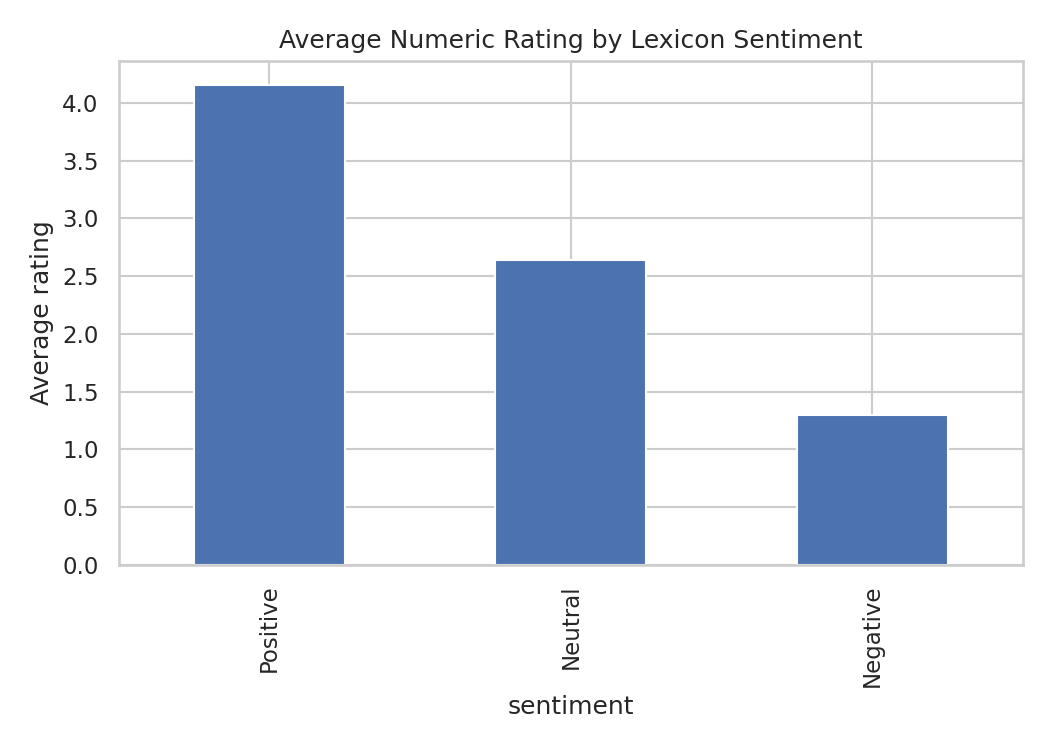 Average Numeric Rating by Lexicon Sentiment
Average rating
4.0
3.5
3.0
2.5
2.0
1.5
1.0
0.5
0.0
Positive
Neutral
Negative
sentiment